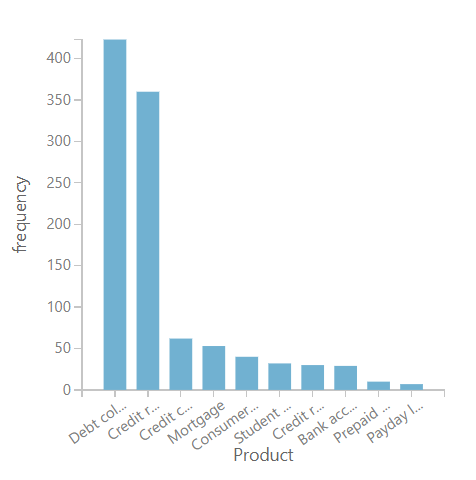 400
350
300
250
200
150
100
50
0
frequency
Debt col...
Credit r...
Credit c...
Mortgage
Consumer...
Student ...
Credit r...
Bank acc...
Prepaid ...
Payday l...
Product